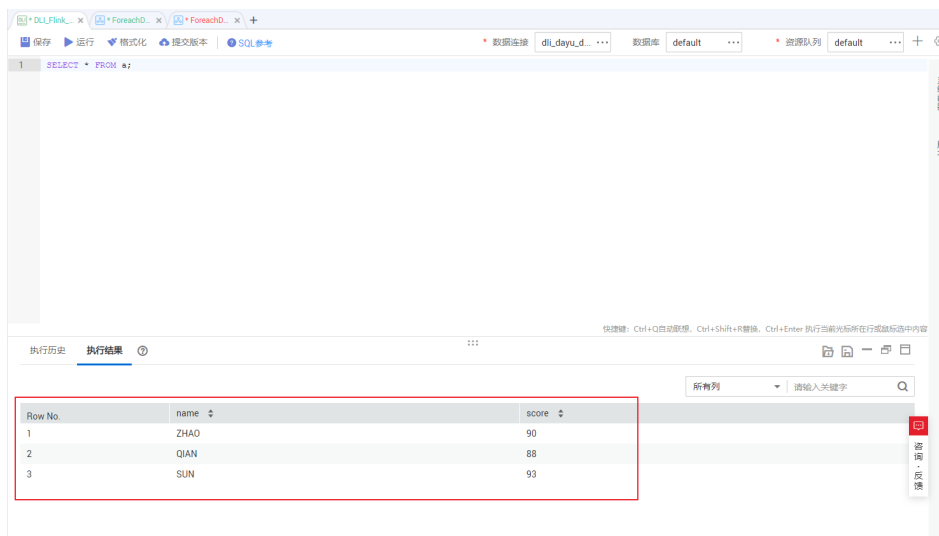 * DLI_Flink_... x * ForeachD... x * ForeachD... x +
保存 运行 格式化 提交版本 SQL参考 * 数据连接 dli_dayu_d... ... 数据库 default ... * 资源队列 default ... +
1 SELECT * FROM a;
快捷键：Ctrl+Q自动联想，Ctrl+Shift+R替换，Ctrl+Enter 执行当前光标所在行或鼠标选中内容
执行历史 执行结果 ?
所有列 请输入关键字
Row No. name score
1 ZHAO 90
2 QIAN 88
3 SUN 93
咨询·反馈